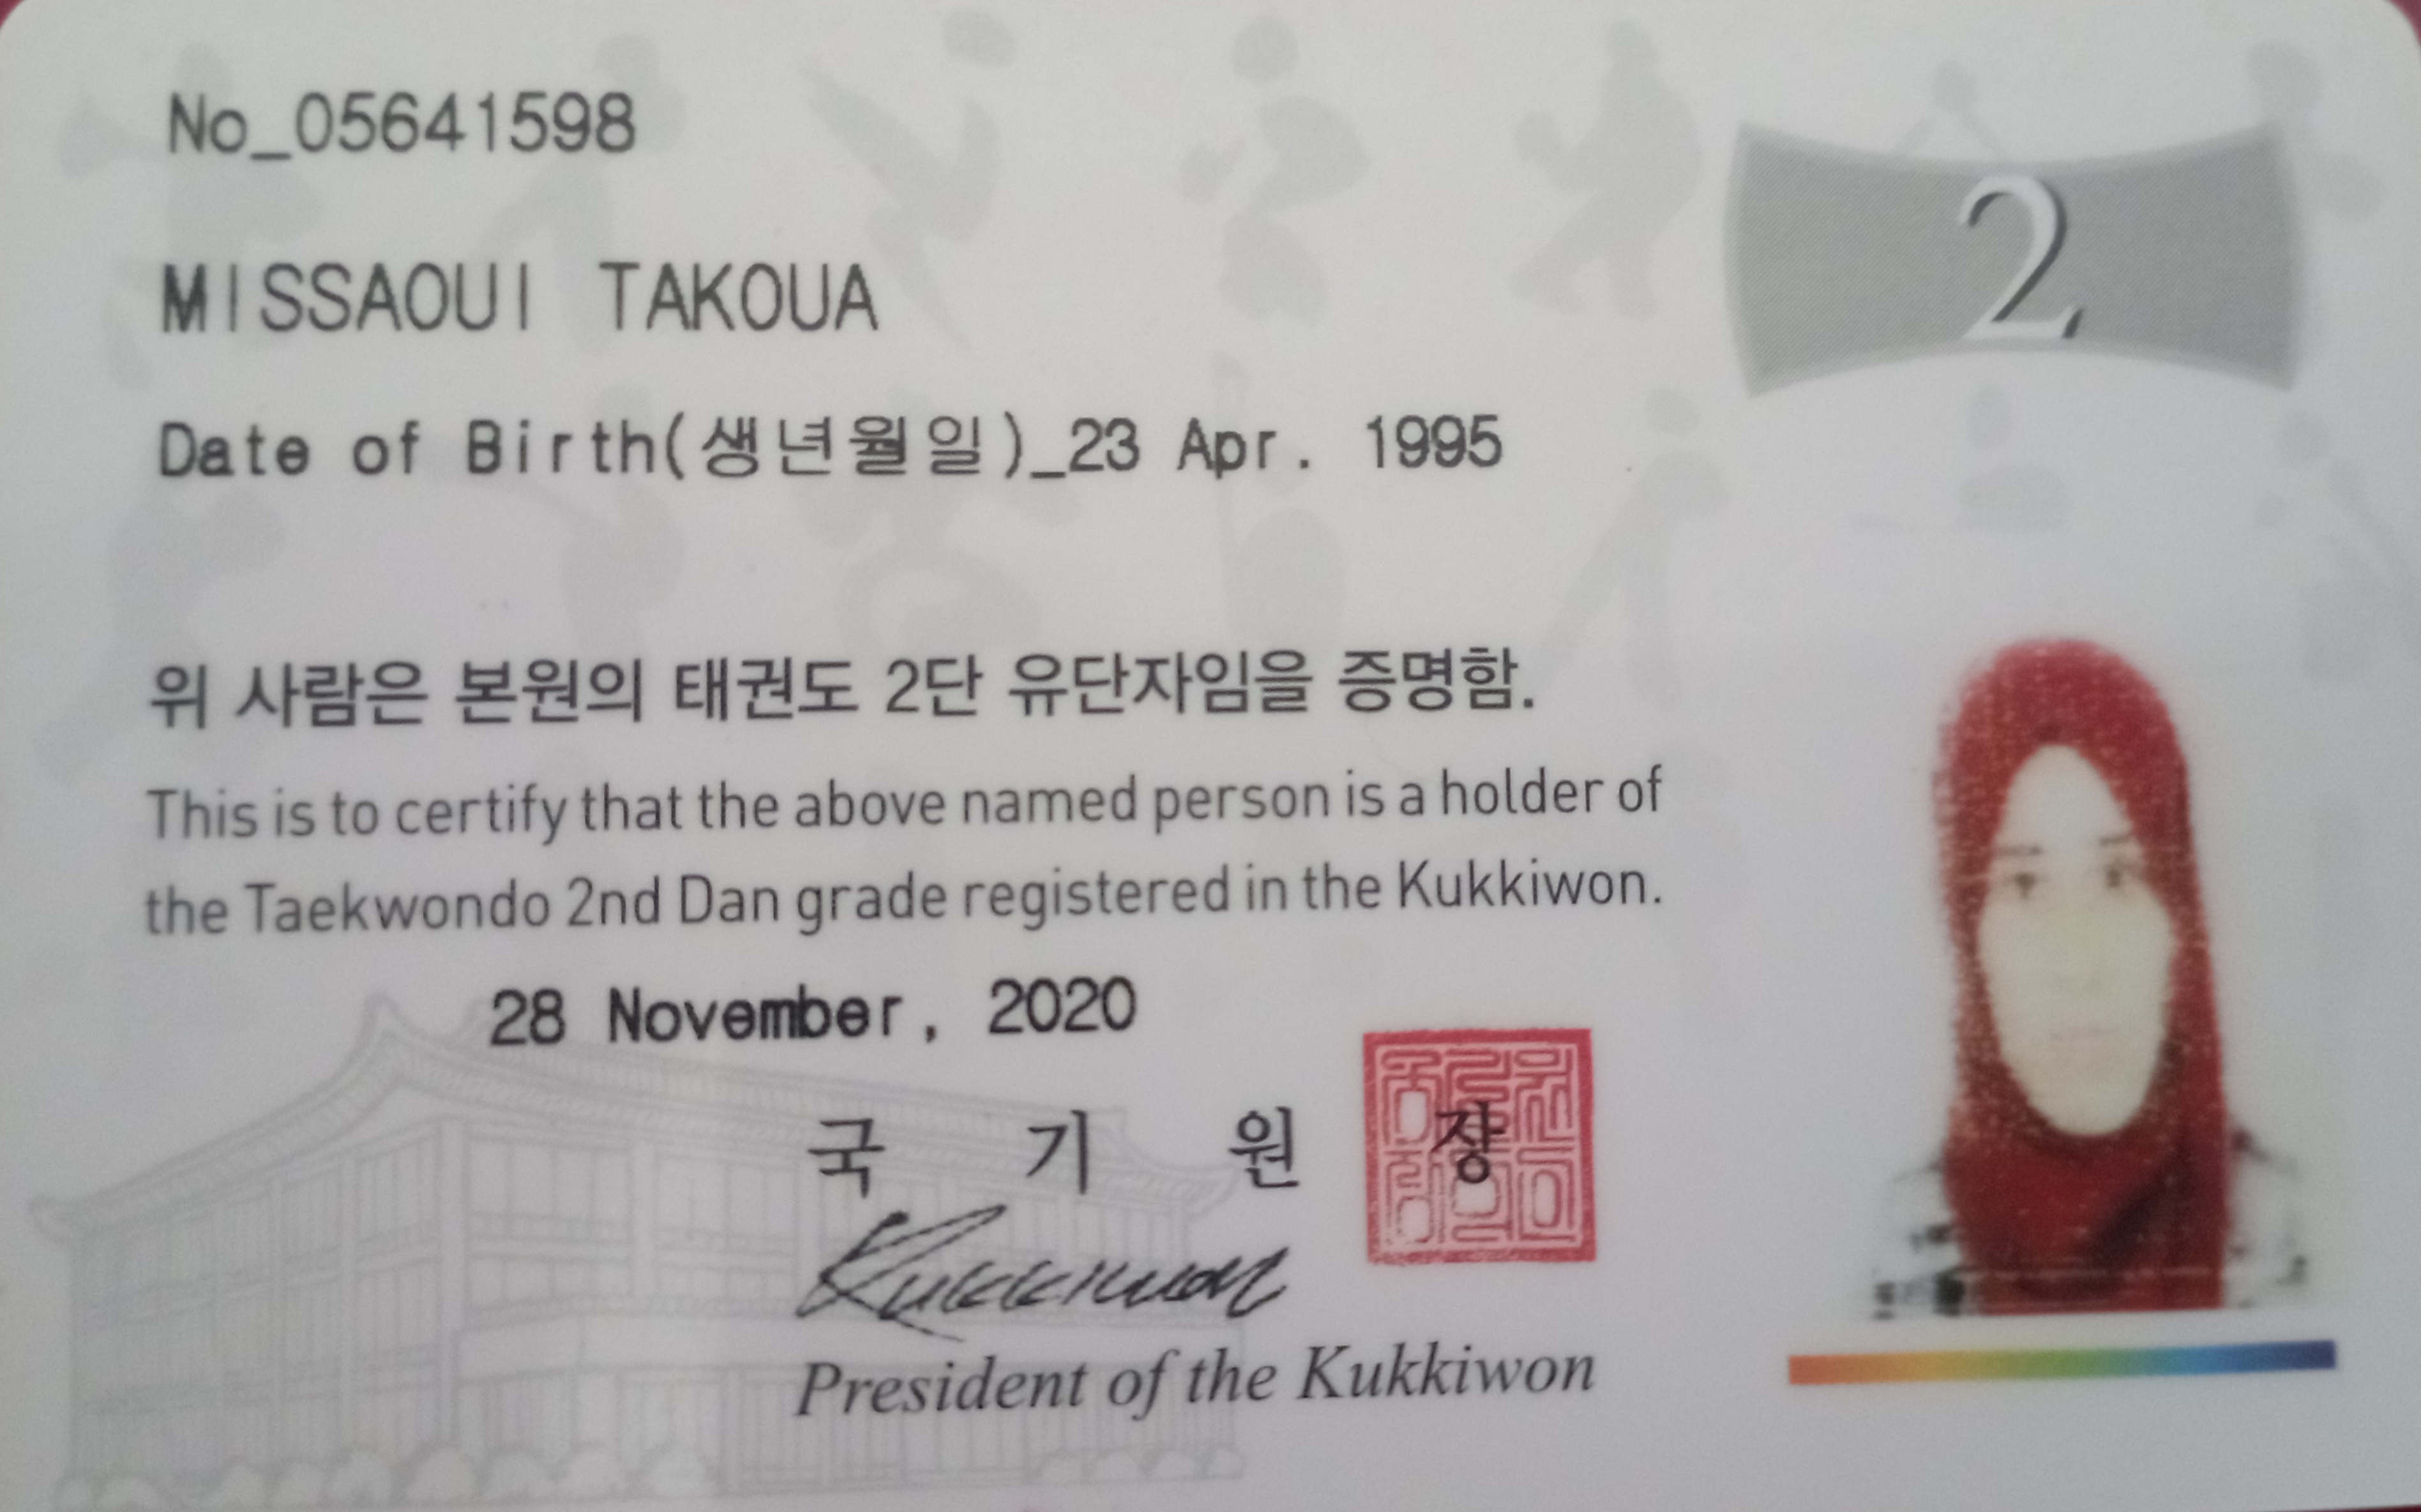 No_05641598
2
MISSAOUI TAKOUA
Date of Birth(생년월일)_23 Apr. 1995
위 사람은 본원의 태권도 2단 유단자임을 증명함.
This is to certify that the above named person is a holder of
the Taekwondo 2nd Dan grade registered in the Kukkiwon.
28 November, 2020
국 기 원 장
Kukkiwon
President of the Kukkiwon